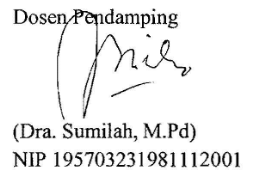 Dosen Pendamping
(Dra. Sumilah, M.Pd)
NIP 195703231981112001